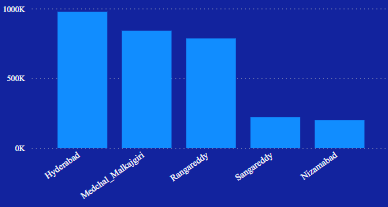 1000K
500K
0K
Hyderabad
Medchal_Malkajgiri
Rangareddy
Sangareddy
Nizamabad